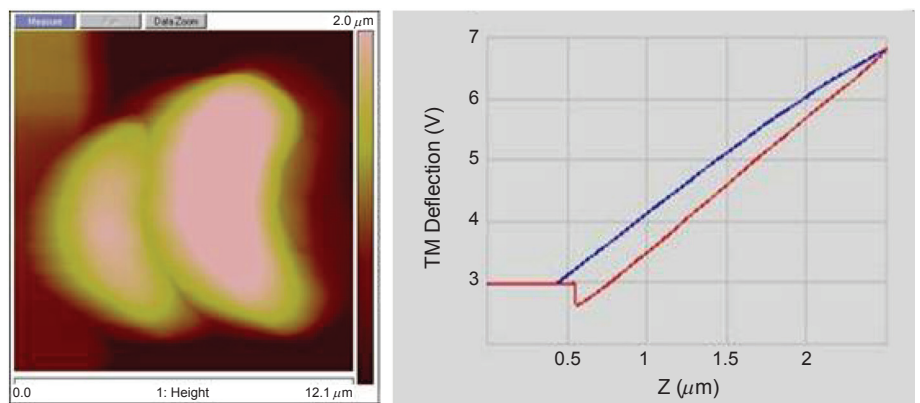 Measure
Data Zoom
2.0 μm
0.0
1: Height
12.1 μm
7
6
5
4
3
TM Deflection (V)
0.5
1
1.5
2
Z (μm)